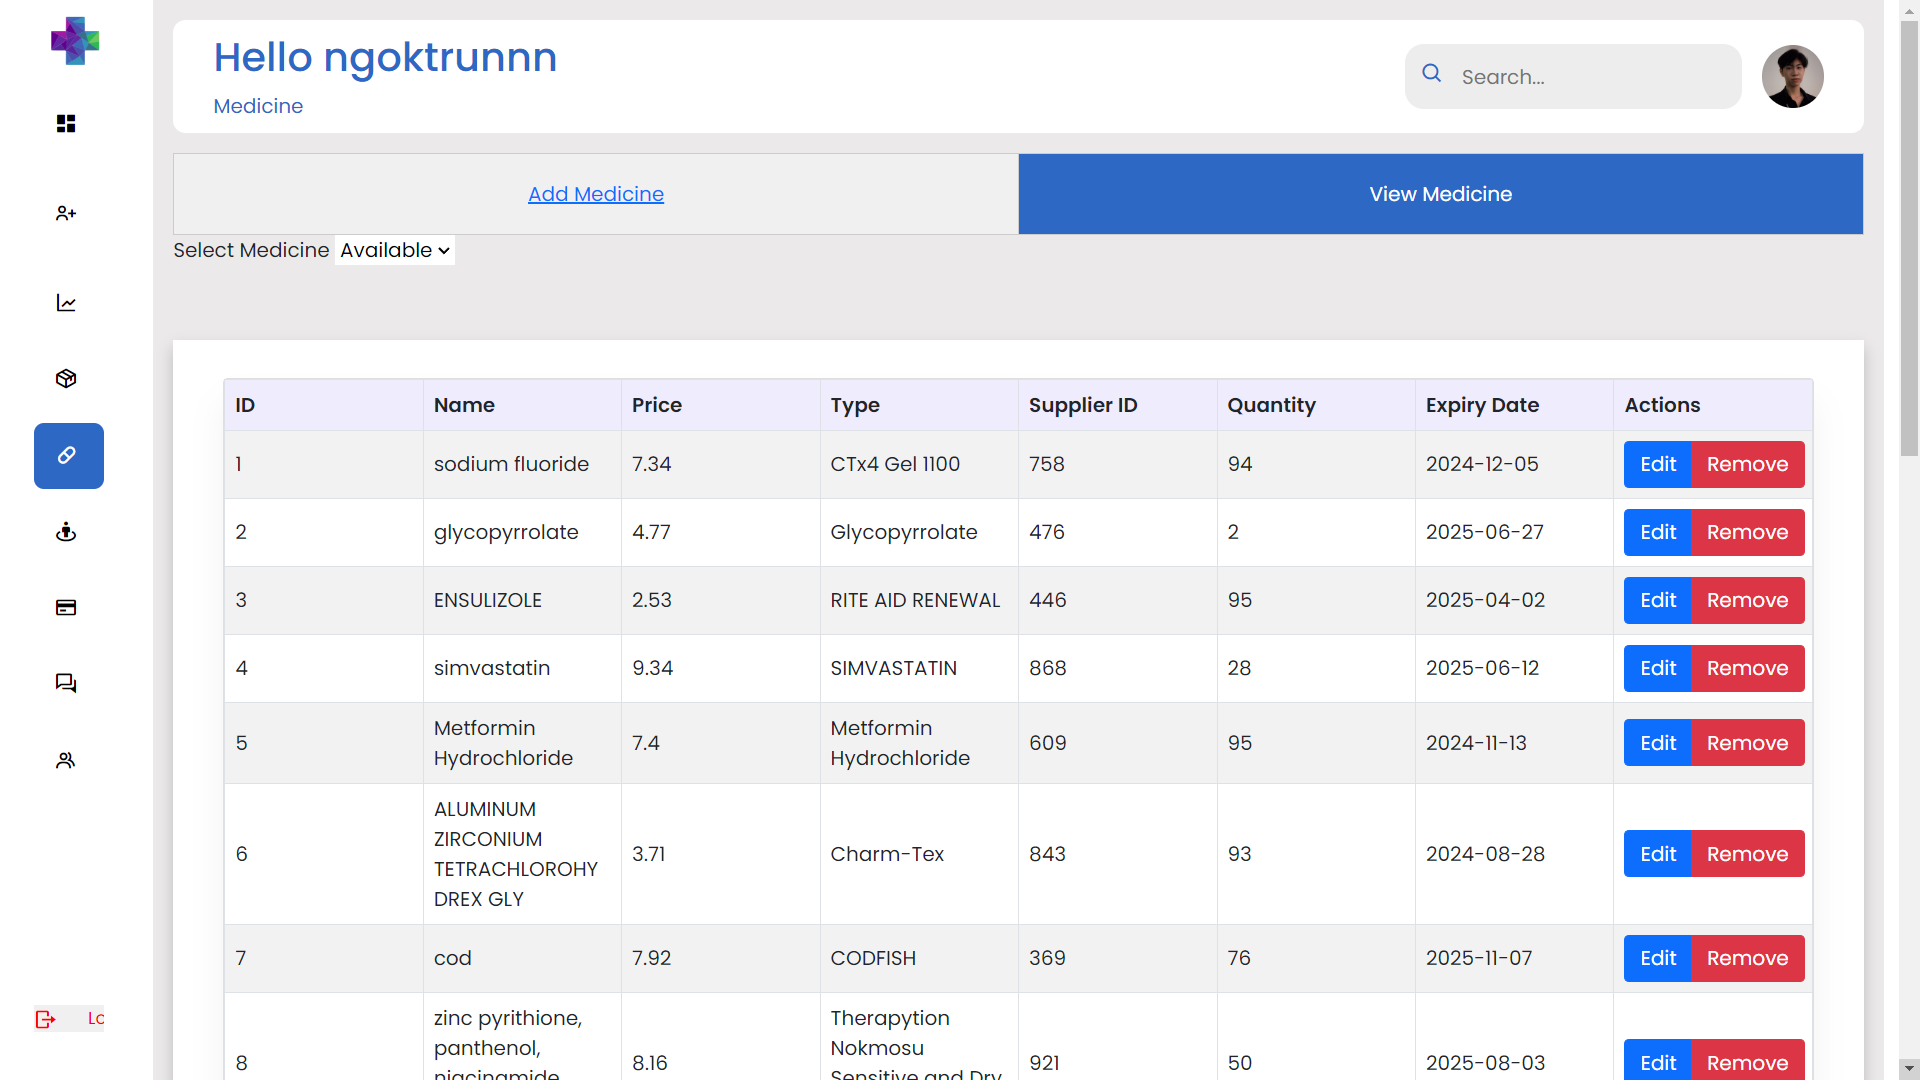 Hello ngoktrunnn
Medicine
Search...
Add Medicine
View Medicine
Select Medicine Available
ID Name Price Type Supplier ID Quantity Expiry Date Actions
1 sodium fluoride 7.34 CTx4 Gel 1100 758 94 2024-12-05 Edit Remove
2 glycopyrrolate 4.77 Glycopyrrolate 476 2 2025-06-27 Edit Remove
3 ENSULIZOLE 2.53 RITE AID RENEWAL 446 95 2025-04-02 Edit Remove
4 simvastatin 9.34 SIMVASTATIN 868 28 2025-06-12 Edit Remove
Metformin Metformin
5 7.4 609 95 2024-11-13 Edit Remove
Hydrochloride Hydrochloride
ALUMINUM
ZIRCONIUM
6 3.71 Charm-Tex 843 93 2024-08-28 Edit Remove
TETRACHLOROHY
DREX GLY
7 cod 7.92 CODFISH 369 76 2025-11-07 Edit Remove
zinc pyrithione, Therapytion
Lo
panthenol, Nokmosu
8 8.16 921 50 2025-08-03 Edit Remove
niacinamide Sensitive and Dry